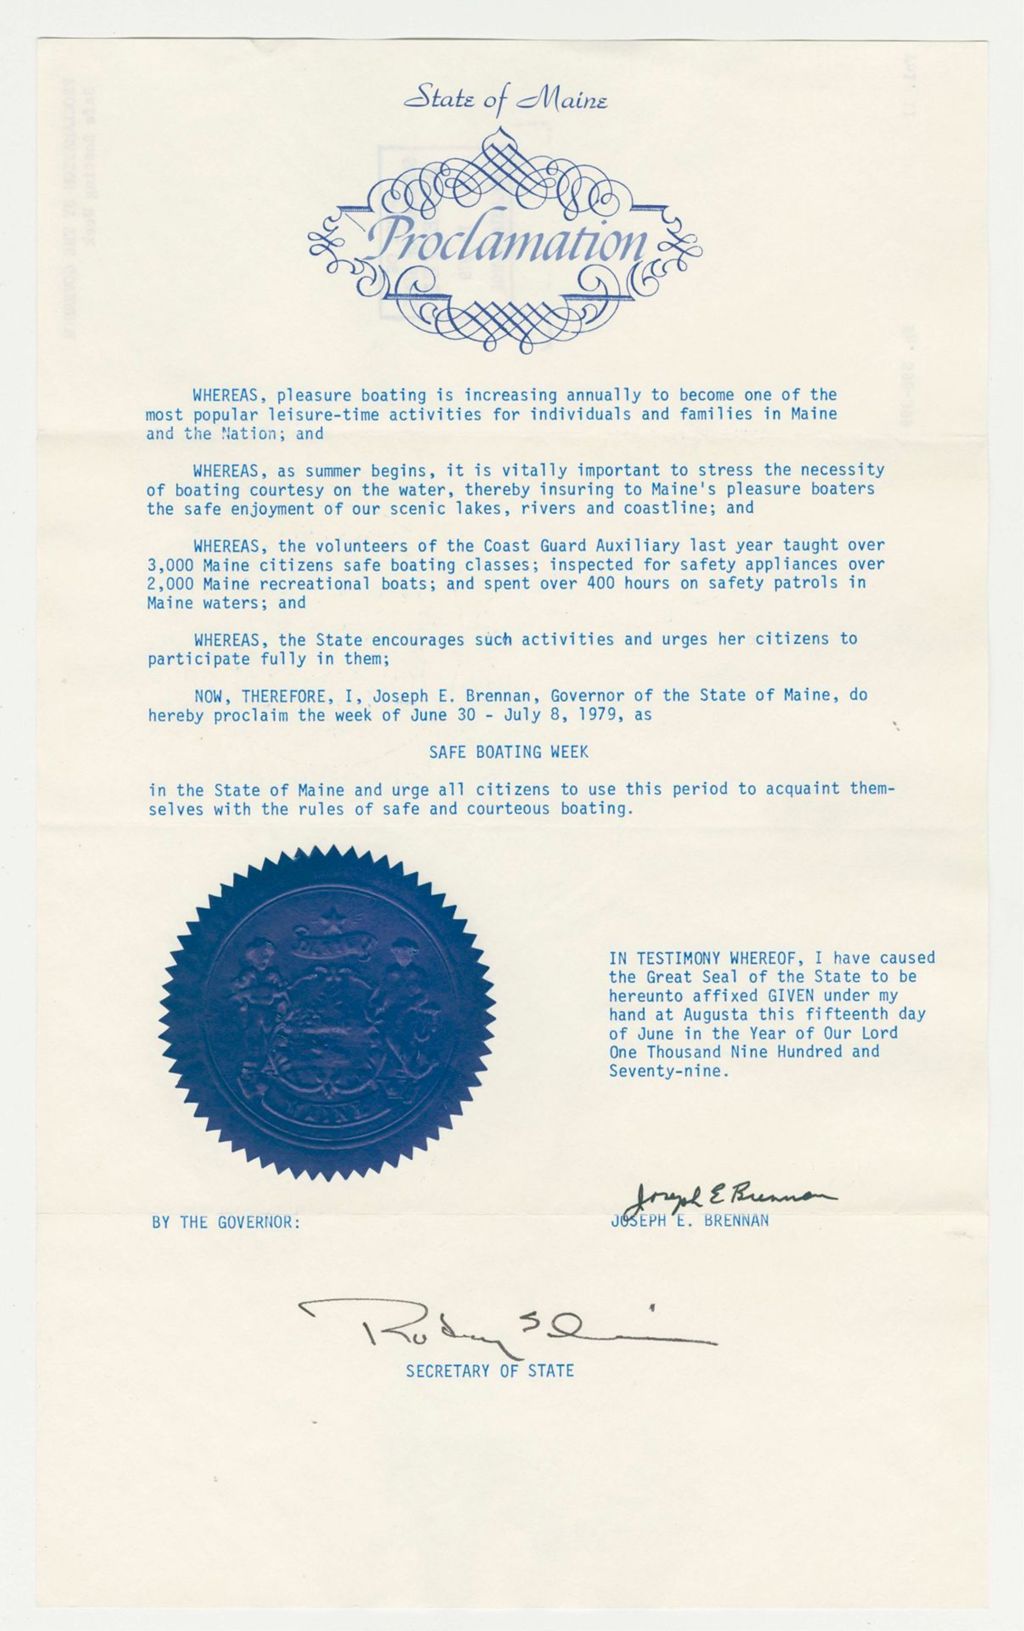 State of Maine
Proclamation
WHEREAS, pleasure boating is increasing annually to become one of the
most popular leisure-time activities for individuals and families in Maine
and the Nation; and
WHEREAS, as summer begins, it is vitally important to stress the necessity
of boating courtesy on the water, thereby insuring to Maine's pleasure boaters
the safe enjoyment of our scenic lakes, rivers and coastline; and
WHEREAS, the volunteers of the Coast Guard Auxiliary last year taught over
3,000 Maine citizens safe boating classes; inspected for safety appliances over
2,000 Maine recreational boats; and spent over 400 hours on safety patrols in
Maine waters; and
WHEREAS, the State encourages such activities and urges her citizens to
participate fully in them;
NOW, THEREFORE, I, Joseph E. Brennan, Governor of the State of Maine, do
hereby proclaim the week of June 30 - July 8, 1979, as
SAFE BOATING WEEK
in the State of Maine and urge all citizens to use this period to acquaint them-
selves with the rules of safe and courteous boating.
DIRIGO
MAINE
IN TESTIMONY WHEREOF, I have caused
the Great Seal of the State to be
hereunto affixed GIVEN under my
hand at Augusta this fifteenth day
of June in the Year of Our Lord
One Thousand Nine Hundred and
Seventy-nine.
Joseph E Brennan
BY THE GOVERNOR:
JOSEPH E. BRENNAN
Rodney S
SECRETARY OF STATE